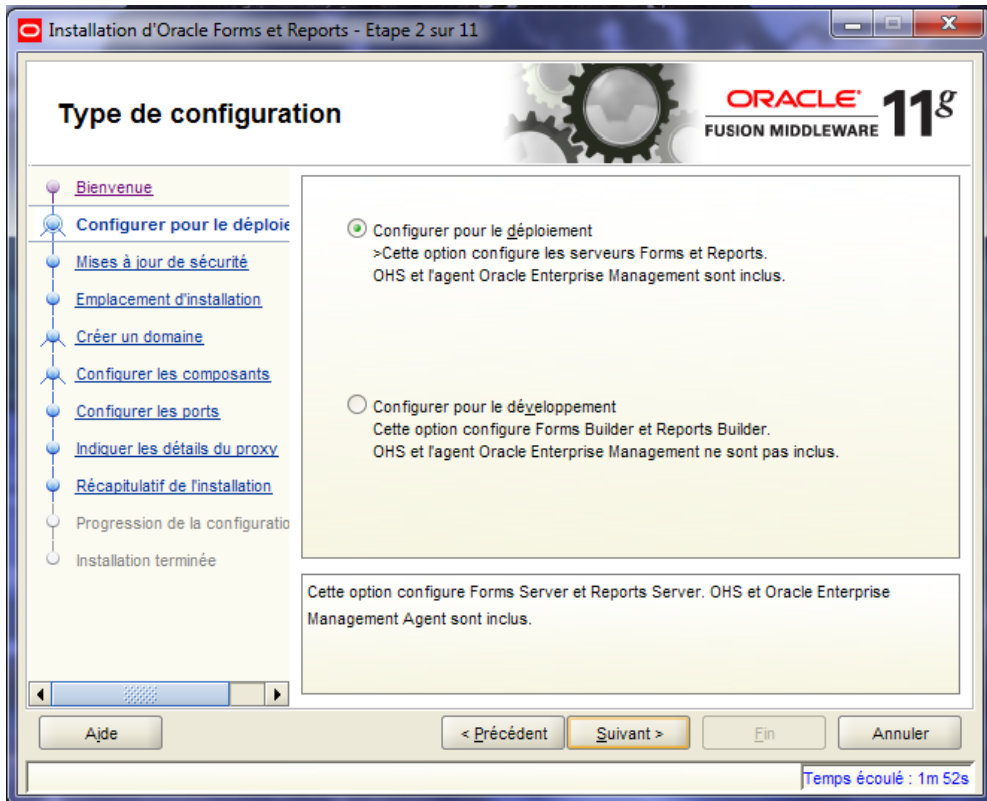 Installation d'Oracle Forms et Reports - Etape 2 sur 11
Type de configuration
ORACLE
FUSION MIDDLEWARE
11g
Bienvenue
Configurer pour le déploie
Mises à jour de sécurité
Emplacement d'installation
Créer un domaine
Configurer les composants
Configurer les ports
Indiquer les détails du proxy
Récapitulatif de l'installation
Progression de la configuratio
Installation terminée
Configurer pour le déploiement
>Cette option configure les serveurs Forms et Reports.
OHS et l'agent Oracle Enterprise Management sont inclus.
Configurer pour le développement
Cette option configure Forms Builder et Reports Builder.
OHS et l'agent Oracle Enterprise Management ne sont pas inclus.
Cette option configure Forms Server et Reports Server. OHS et Oracle Enterprise
Management Agent sont inclus.
Aide
< Précédent
Suivant >
Fin
Annuler
Temps écoulé : 1m 52s